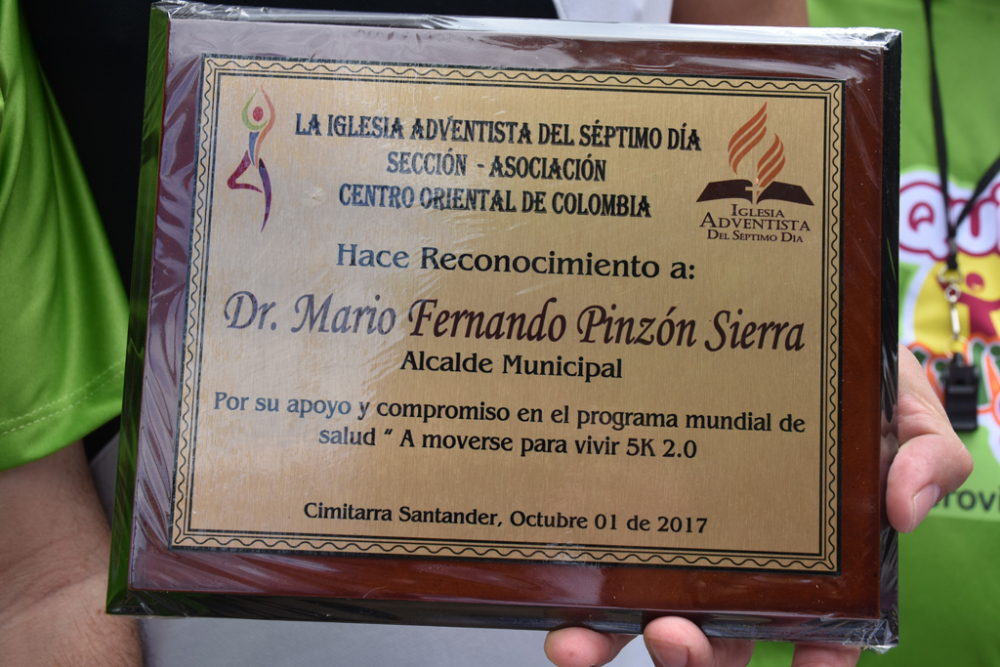 LA IGLESIA ADVENTISTA DEL SÉPTIMO DÍA
SECCIÓN - ASOCIACIÓN
CENTRO ORIENTAL DE COLOMBIA
IGLESIA
ADVENTISTA
DEL SÉPTIMO DIA
Hace Reconocimiento a:
Dr. Mario Fernando Pinzón Sierra
Alcalde Municipal
Por su apoyo y compromiso en el programa mundial de
salud “ A moverse para vivir 5K 2.0
Cimitarra Santander, Octubre 01 de 2017